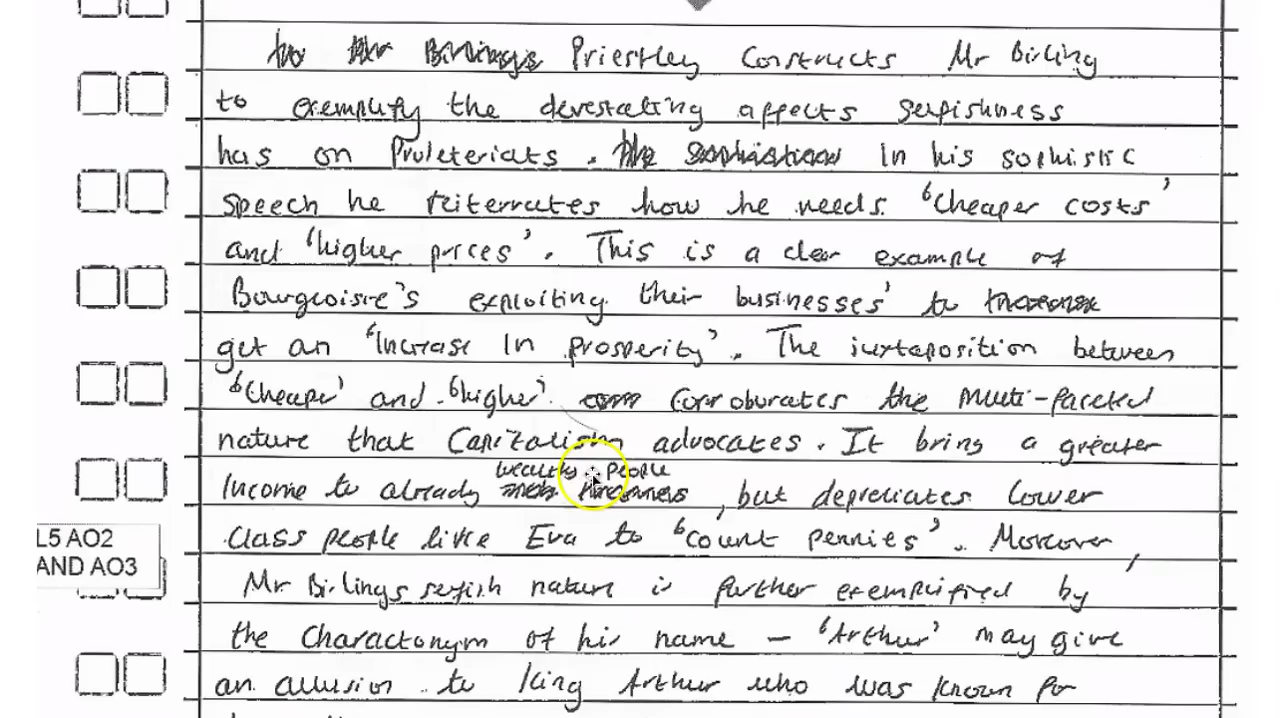 Priestley Constructs Mr Birling
to exemplify the devestating affects selfishness
has on Proleteriats. In his sophistic
speech he reiterrates how he needs 'Cheaper costs'
and 'higher prices'. This is a clear example of
Bourgeoisie's exploiting their businesses' to
get an 'Increase In prosperity'. The juxtaposition between
'Cheaper' and 'higher' Corroborates the Multi-faceted
nature that Capitalism advocates. It bring a greater
wealthy people
Income to already , but depreciates lower
Class people like Eva to 'count pennies'. Moreover,
L5 AO2
AND AO3
Mr Birlings selfish nature is further exemplified by
the Charactonym of his name – 'Arthur' may give
an allusion to King Arthur who was known for